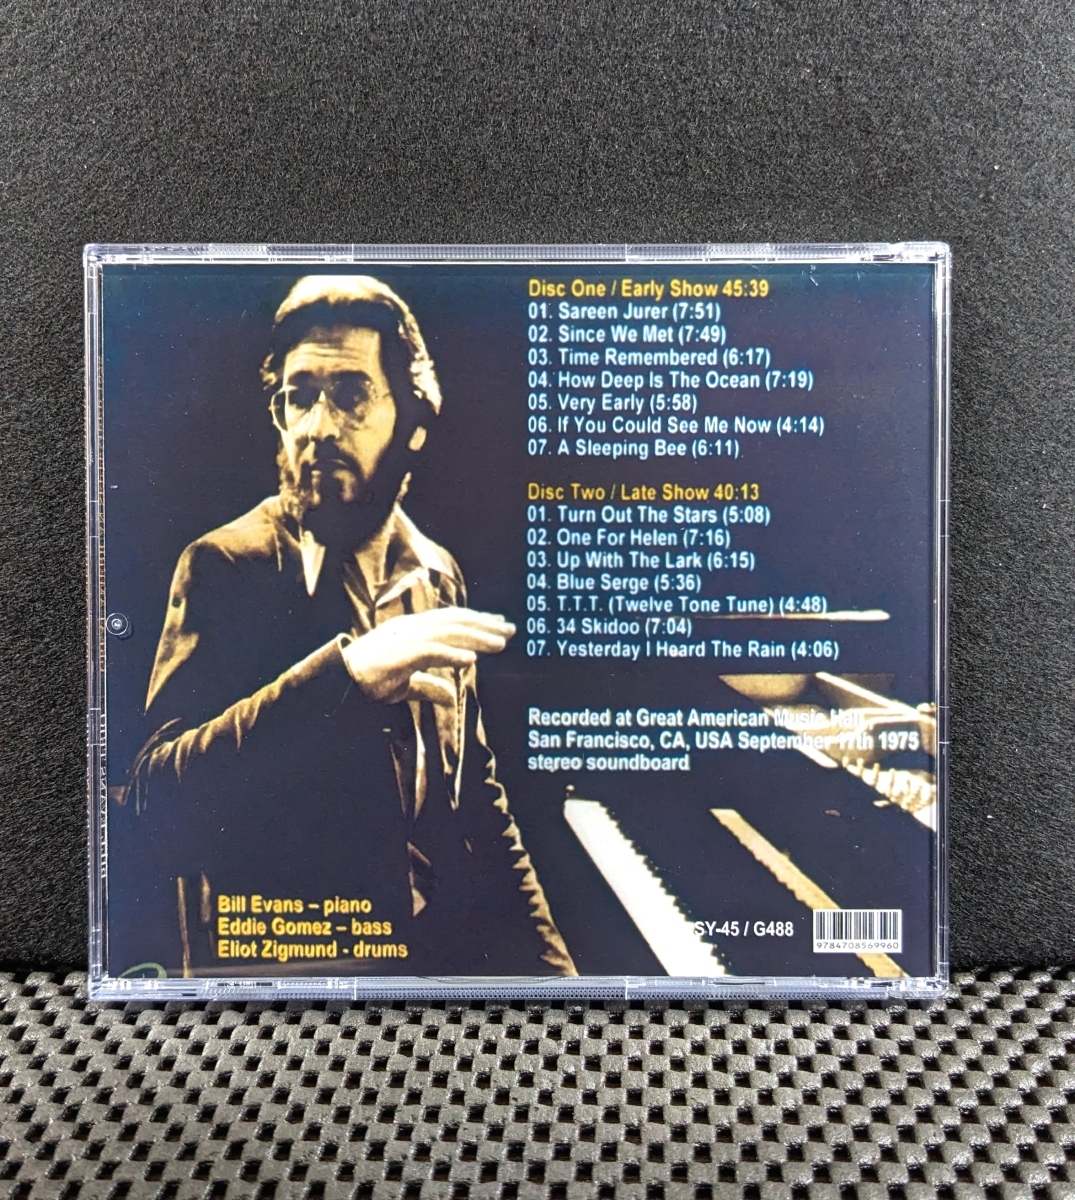 Disc One / Early Show 45:39
01. Sareen Jurer (7:51)
02. Since We Met (7:49)
03. Time Remembered (6:17)
04. How Deep Is The Ocean (7:19)
05. Very Early (5:58)
06. If You Could See Me Now (4:14)
07. A Sleeping Bee (6:11)
Disc Two / Late Show 40:13
01. Turn Out The Stars (5:08)
02. One For Helen (7:16)
03. Up With The Lark (6:15)
04. Blue Serge (5:36)
05. T.T.T. (Twelve Tone Tune) (4:48)
06. 34 Skidoo (7:04)
07. Yesterday I Heard The Rain (4:06)
Recorded at Great American Music Hall
San Francisco, CA, USA September 17th 1975
stereo soundboard
Bill Evans – piano
Eddie Gomez – bass
Eliot Zigmund - drums
SY-45 / G488
9784708569960